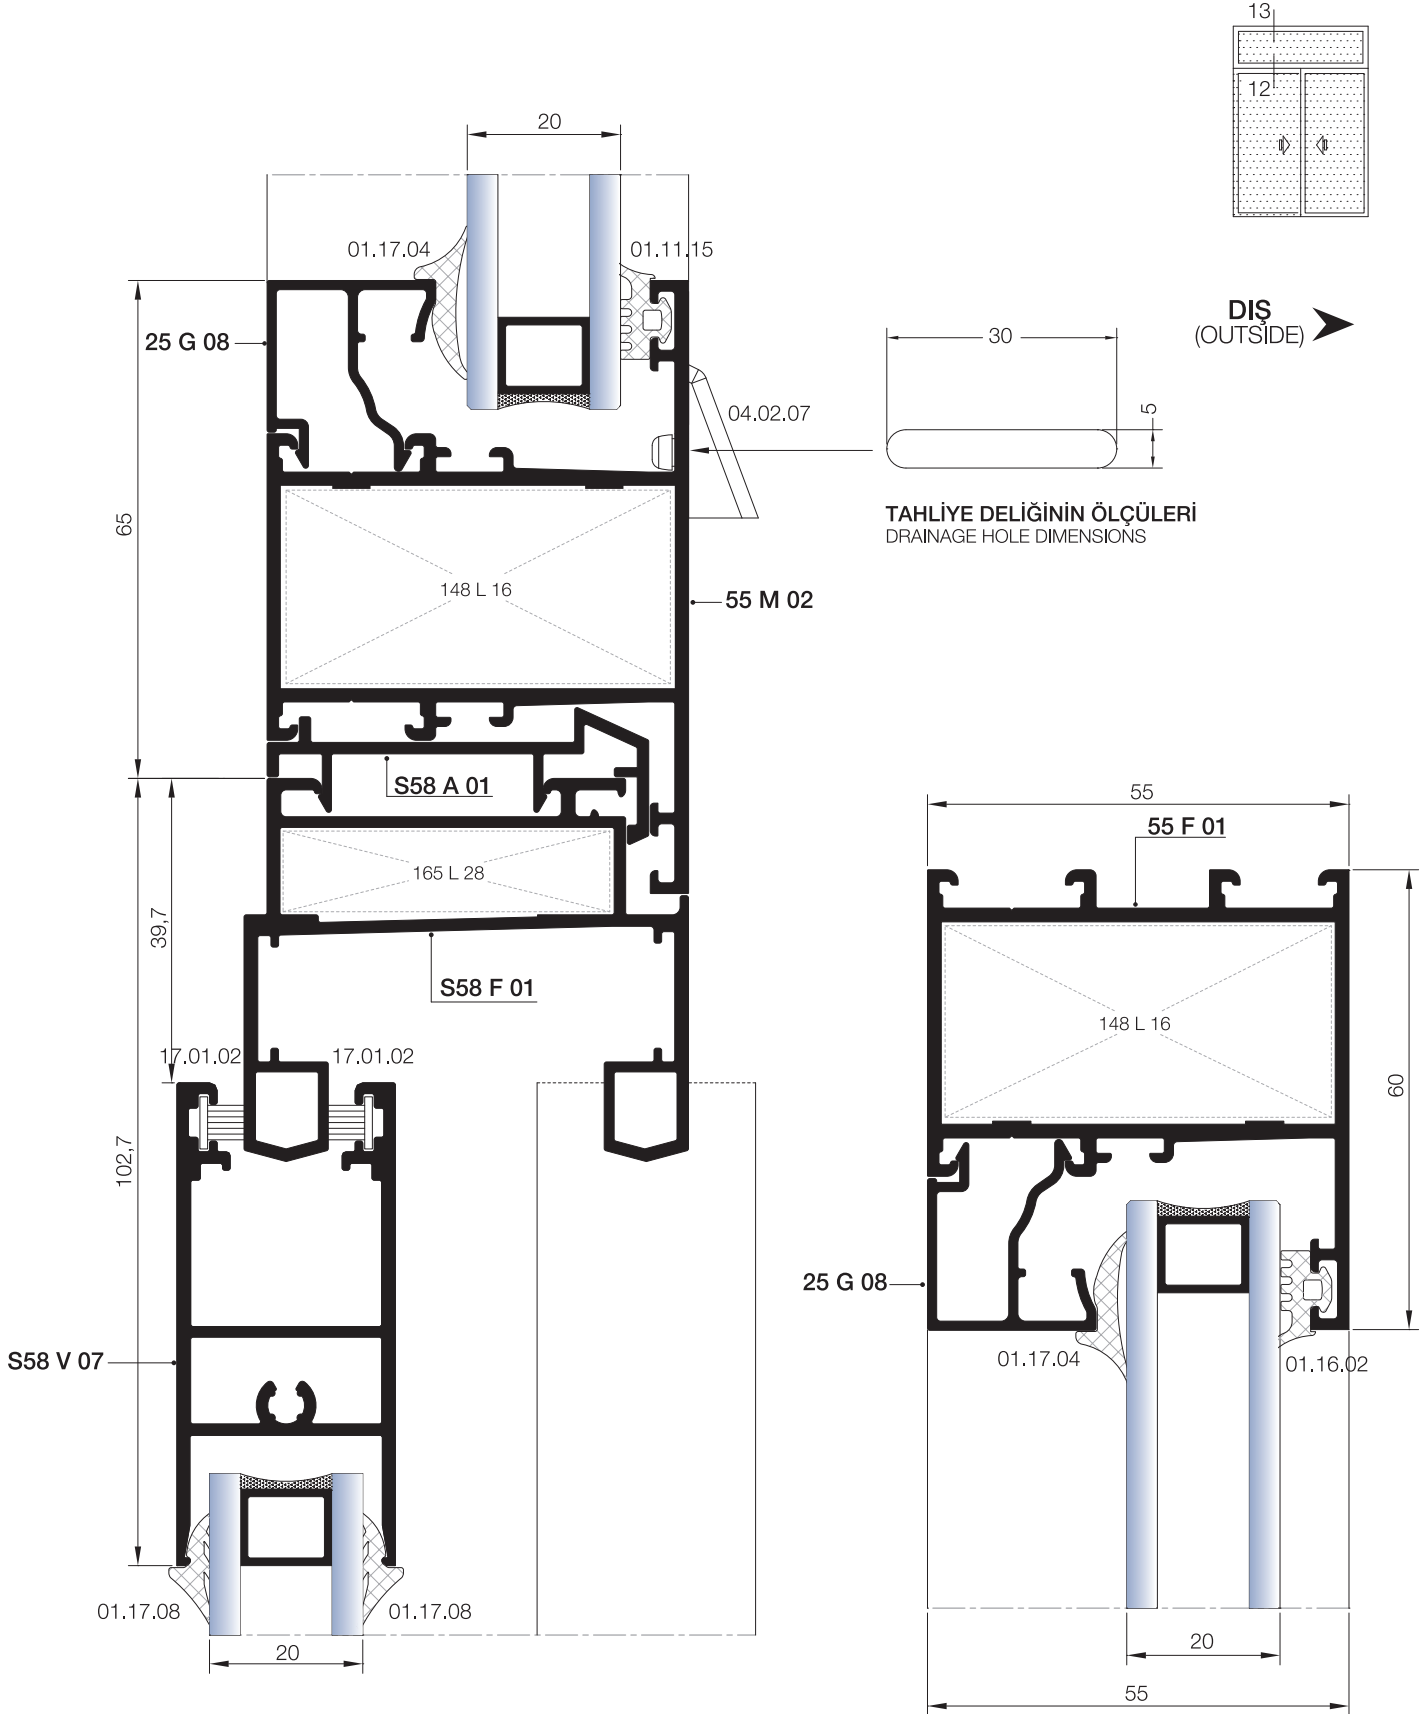 13
12
20
01.17.04
01.11.15
25 G 08
DIŞ
(OUTSIDE)
30
5
04.02.07
TAHLİYE DELİĞİNİN ÖLÇÜLERİ
DRAINAGE HOLE DIMENSIONS
65
148 L 16
55 M 02
S58 A 01
165 L 28
39,7
S58 F 01
17.01.02
17.01.02
102,7
S58 V 07
01.17.08
01.17.08
20
55
55 F 01
148 L 16
60
25 G 08
01.17.04
01.16.02
20
55